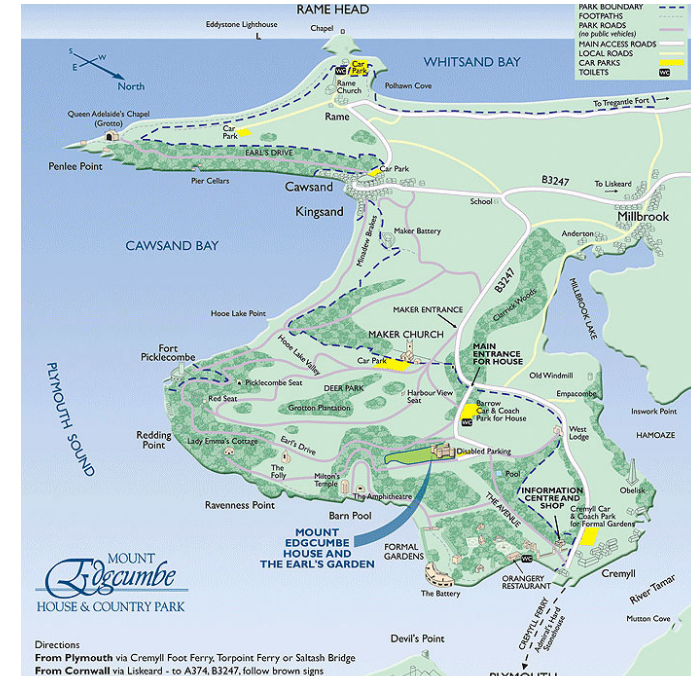 RAME HEAD
Eddystone Lighthouse
Chapel
PARK BOUNDARY
FOOTPATHS
PARK ROADS
(no public vehicles)
MAIN ACCESS ROADS
LOCAL ROADS
CAR PARKS
TOILETS
WC
S
W
E
North
WHITSAND BAY
WC
Car
Park
Rame
Church
Polhawn Cove
Rame
To Tregantle Fort
Queen Adelaide's Chapel
(Grotto)
Car
Park
EARL'S DRIVE
Penlee Point
Pier Cellars
Car Park
Cawsand
Kingsand
B3247
To Liskeard
School
Millbrook
Minadew Brakes
Maker Battery
Anderton
CAWSAND BAY
B3247
Clarrick Woods
MILLBROOK LAKE
Hooe Lake Point
MAKER ENTRANCE
MAKER CHURCH
MAIN
ENTRANCE
FOR HOUSE
Hooe Lake Valley
Fort
Picklecombe
Car Park
Old Windmill
PLYMOUTH SOUND
Picklecombe Seat
DEER PARK
Harbour View
Seat
Empacombe
Red Seat
Grotton Plantation
Barrow
Car & Coach
Park for House
WC
Inswork Point
HAMOAZE
West
Lodge
Redding
Point
Lady Emma's Cottage
Earl's Drive
Disabled Parking
The
Folly
Milton's
Temple
Pool
Obelisk
INFORMATION
CENTRE AND
SHOP
The Amphitheatre
THE AVENUE
Ravenness Point
Barn Pool
Cremyll Car
& Coach Park
for Formal Gardens
MOUNT
EDGCUMBE
HOUSE AND
THE EARL'S GARDEN
FORMAL
GARDENS
WC
ORANGERY
RESTAURANT
Cremyll
The Battery
River Tamar
MOUNT
Edgcumbe
HOUSE & COUNTRY PARK
CREMYLL FERRY
Admiral's Hard
Stonehouse
Mutton Cove
Devil's Point
PLYMOUTH
Directions
From Plymouth via Cremyll Foot Ferry, Torpoint Ferry or Saltash Bridge
From Cornwall via Liskeard - to A374, B3247, follow brown signs